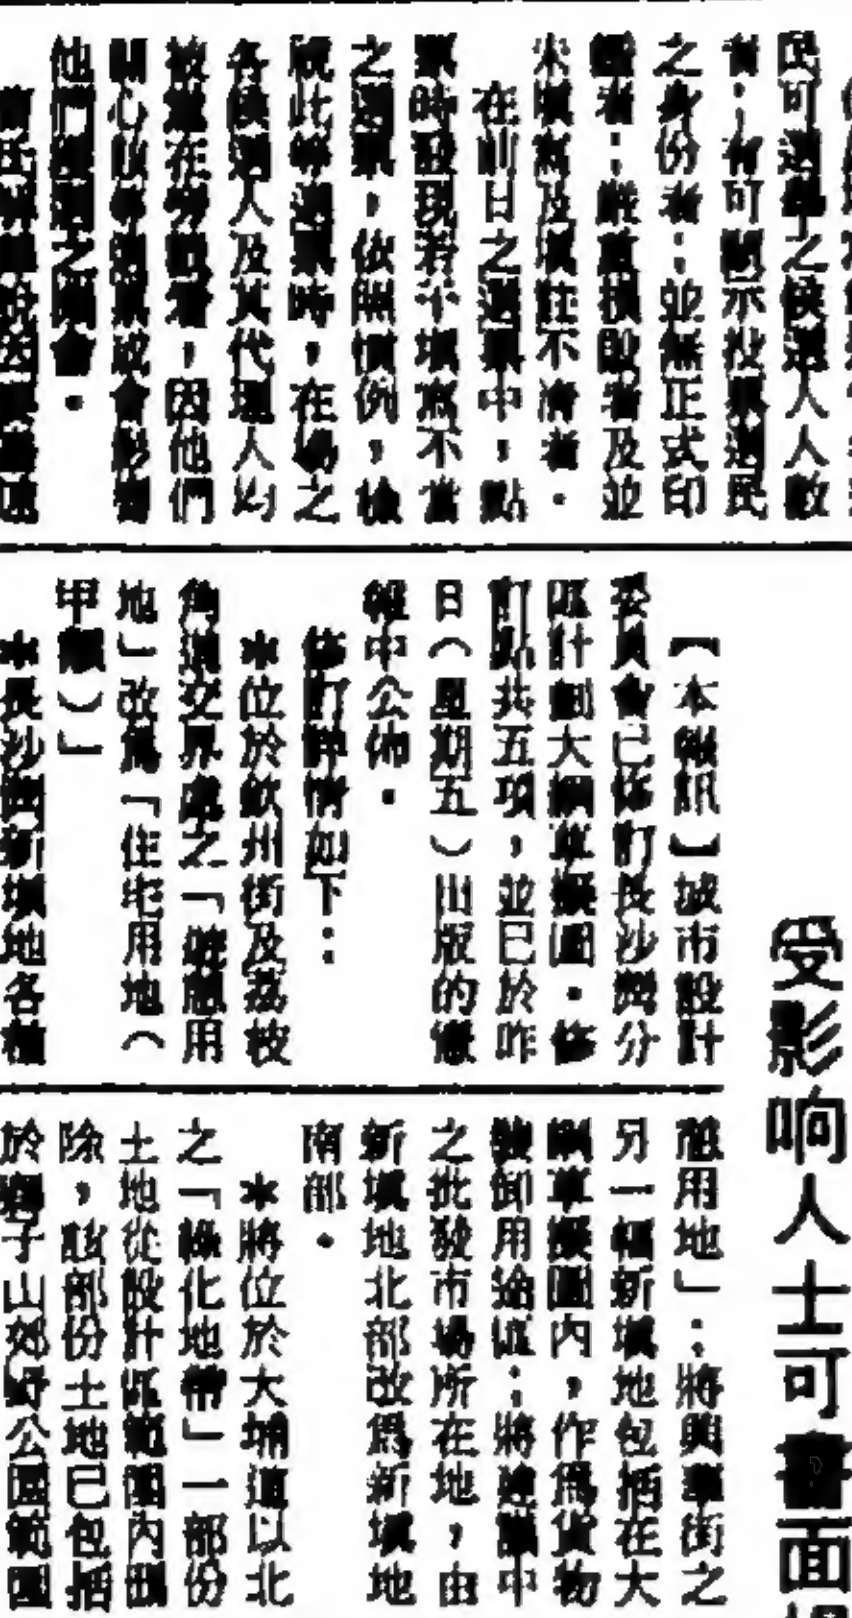 民可選舉之候選人人數
者；有可顯示投票選民
之身份者；並無正式印
證者；嚴重損毀者及並
未填寫及填註不清者。
在前日之選舉中，點
票時發現若干填寫不當
之選票，依照慣例，檢
視此等選票時，在場之
各候選人及其代理人均
被邀在旁觀看，因他們
關心該等選票或會影響
他們獲選之機會。
受影响人士可書面
【本報訊】城市設計
委員會已修訂長沙灣分
區計劃大綱草擬圖。修
訂點共五項，並已於昨
日（星期五）出版的憲
報中公佈。
修訂詳情如下：
＊位於欽州街及荔枝
角道交界處之「遊憩用
地」改爲「住宅用地（
甲類）」
＊長沙灣新填地各種
憩用地」；將興華街之
另一幅新填地包括在大
綱草擬圖內，作爲貨物
裝卸用途區；將建議中
之批發市場所在地，由
新填地北部改爲新填地
南部。
＊將位於大埔道以北
之「綠化地帶」一部份
土地從設計區範圍內刪
除，該部份土地已包括
於獅子山郊野公園範圍